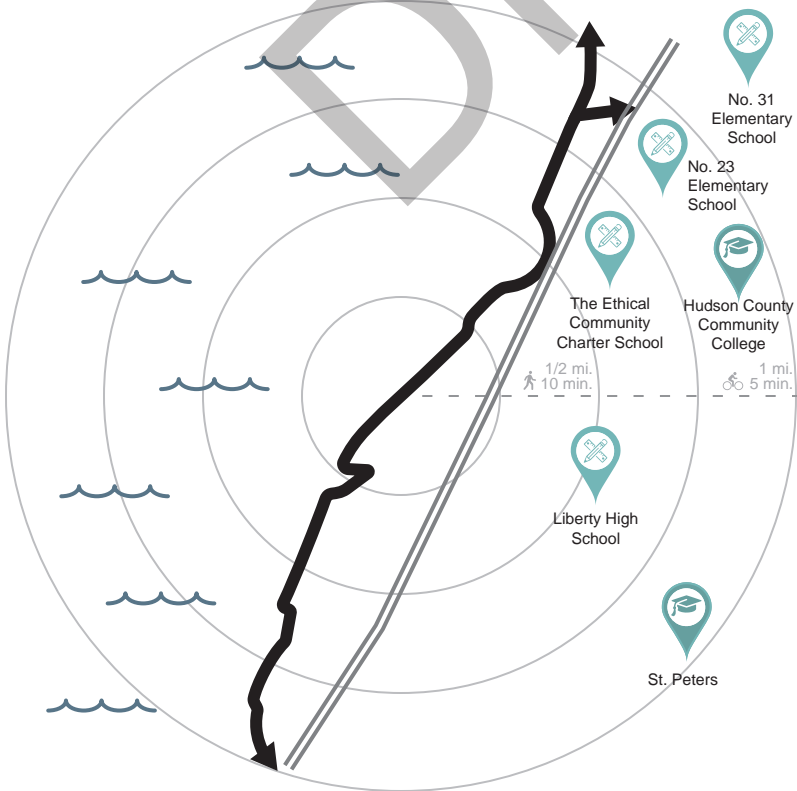 No. 31
Elementary
School
No. 23
Elementary
School
The Ethical
Community
Charter School
Hudson County
Community
College
1/2 mi.
10 min.
1 mi.
5 min.
Liberty High
School
St. Peters